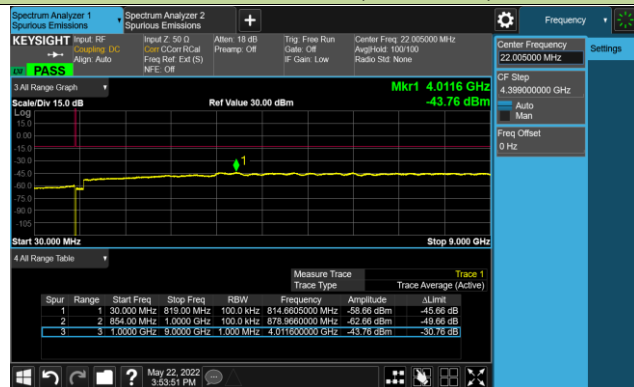 Spectrum Analyzer 1
Spurious Emissions
Spectrum Analyzer 2
Spurious Emissions
+
Frequency
KEYSIGHT
Input: RF
Coupling: DC
Align: Auto
Input Z: 50 Ω
Corr CCorr RCal
Freq Ref: Ext (S)
NFE: Off
Atten: 18 dB
Preamp: Off
Trig: Free Run
Gate: Off
IF Gain: Low
Center Freq: 22.005000 MHz
Avg|Hold: 100/100
Radio Std: None
LXI PASS
Center Frequency
22.005000 MHz
Settings
CF Step
4.399000000 GHz
Auto
Man
Freq Offset
0 Hz
3 All Range Graph
Mkr1 4.0116 GHz
-43.76 dBm
Scale/Div 15.0 dB
Ref Value 30.00 dBm
Log
15.0
0.00
-15.0
-30.0
-45.0
-60.0
-75.0
-90.0
-105
1
Start 30.000 MHz
Stop 9.000 GHz
4 All Range Table
Measure Trace Trace 1
Trace Type Trace Average (Active)
Spur Range Start Freq Stop Freq RBW Frequency Amplitude ΔLimit
1 1 30.000 MHz 819.00 MHz 100.0 kHz 814.6605000 MHz -58.66 dBm -45.66 dB
2 2 854.00 MHz 1.0000 GHz 100.0 kHz 878.9660000 MHz -62.66 dBm -49.66 dB
3 3 1.0000 GHz 9.0000 GHz 1.000 MHz 4.011600000 GHz -43.76 dBm -30.76 dB
?
May 22, 2022
3:53:51 PM